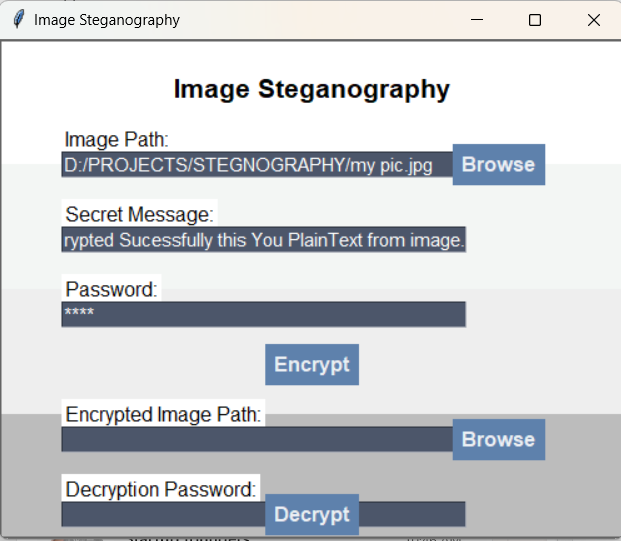 Image Steganography
Image Steganography
Image Path:
D:/PROJECTS/STEGNOGRAPHY/my pic.jpg Browse
Secret Message:
rypted Sucessfully this You PlainText from image.
Password:
****
Encrypt
Encrypted Image Path:
Browse
Decryption Password:
Decrypt